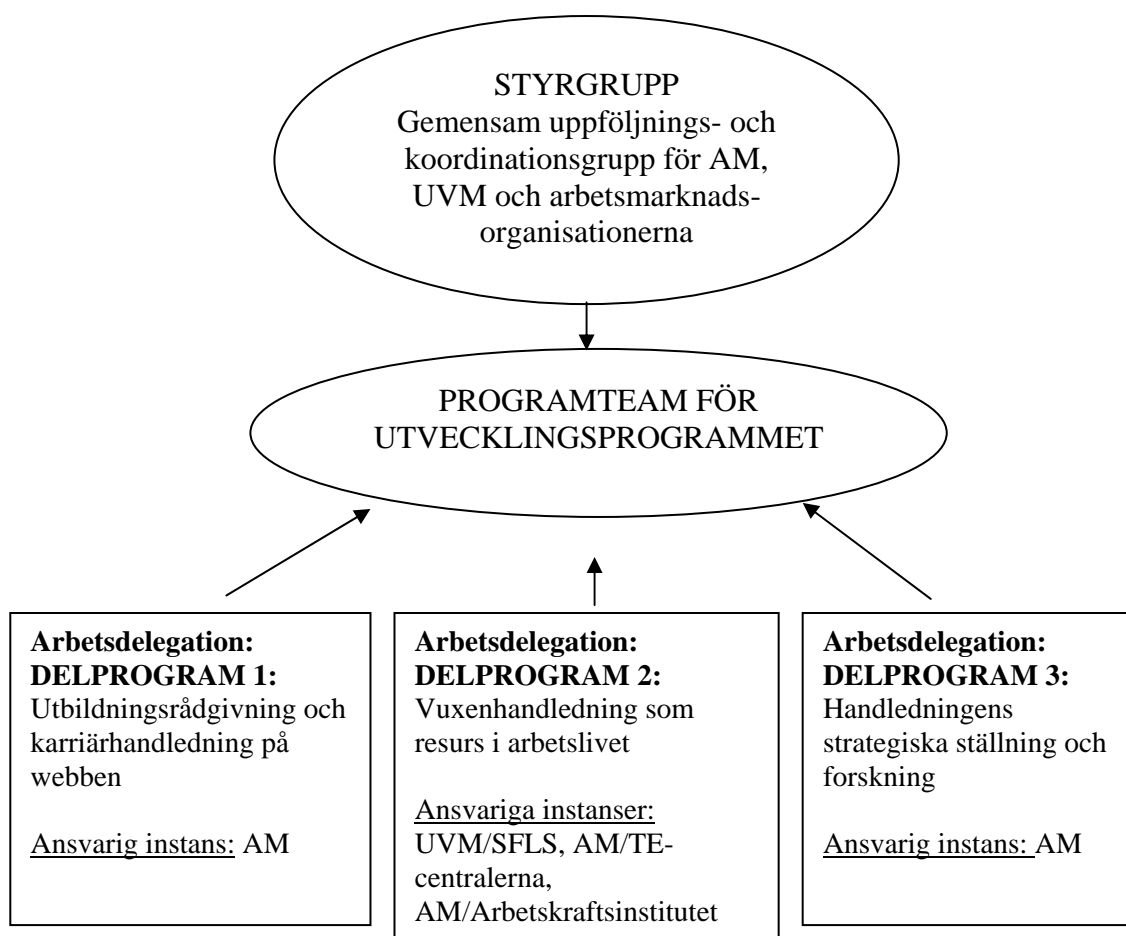 STYRGRUPP
Gemensam uppföljnings- och
koordinationsgrupp för AM,
UVM och arbetsmarknads-
organisationerna
PROGRAMTEAM FÖR
UTVECKLINGSPROGRAMMET
Arbetsdelegation:
DELPROGRAM 1:
Utbildningsrådgivning och
karriärhandledning på
webben
Ansvarig instans: AM
Arbetsdelegation:
DELPROGRAM 2:
Vuxenhandledning som
resurs i arbetslivet
Ansvariga instanser:
UVM/SFLS, AM/TE-
centralerna,
AM/Arbetskraftsinstitutet
Arbetsdelegation:
DELPROGRAM 3:
Handledningens
strategiska ställning och
forskning
Ansvarig instans: AM